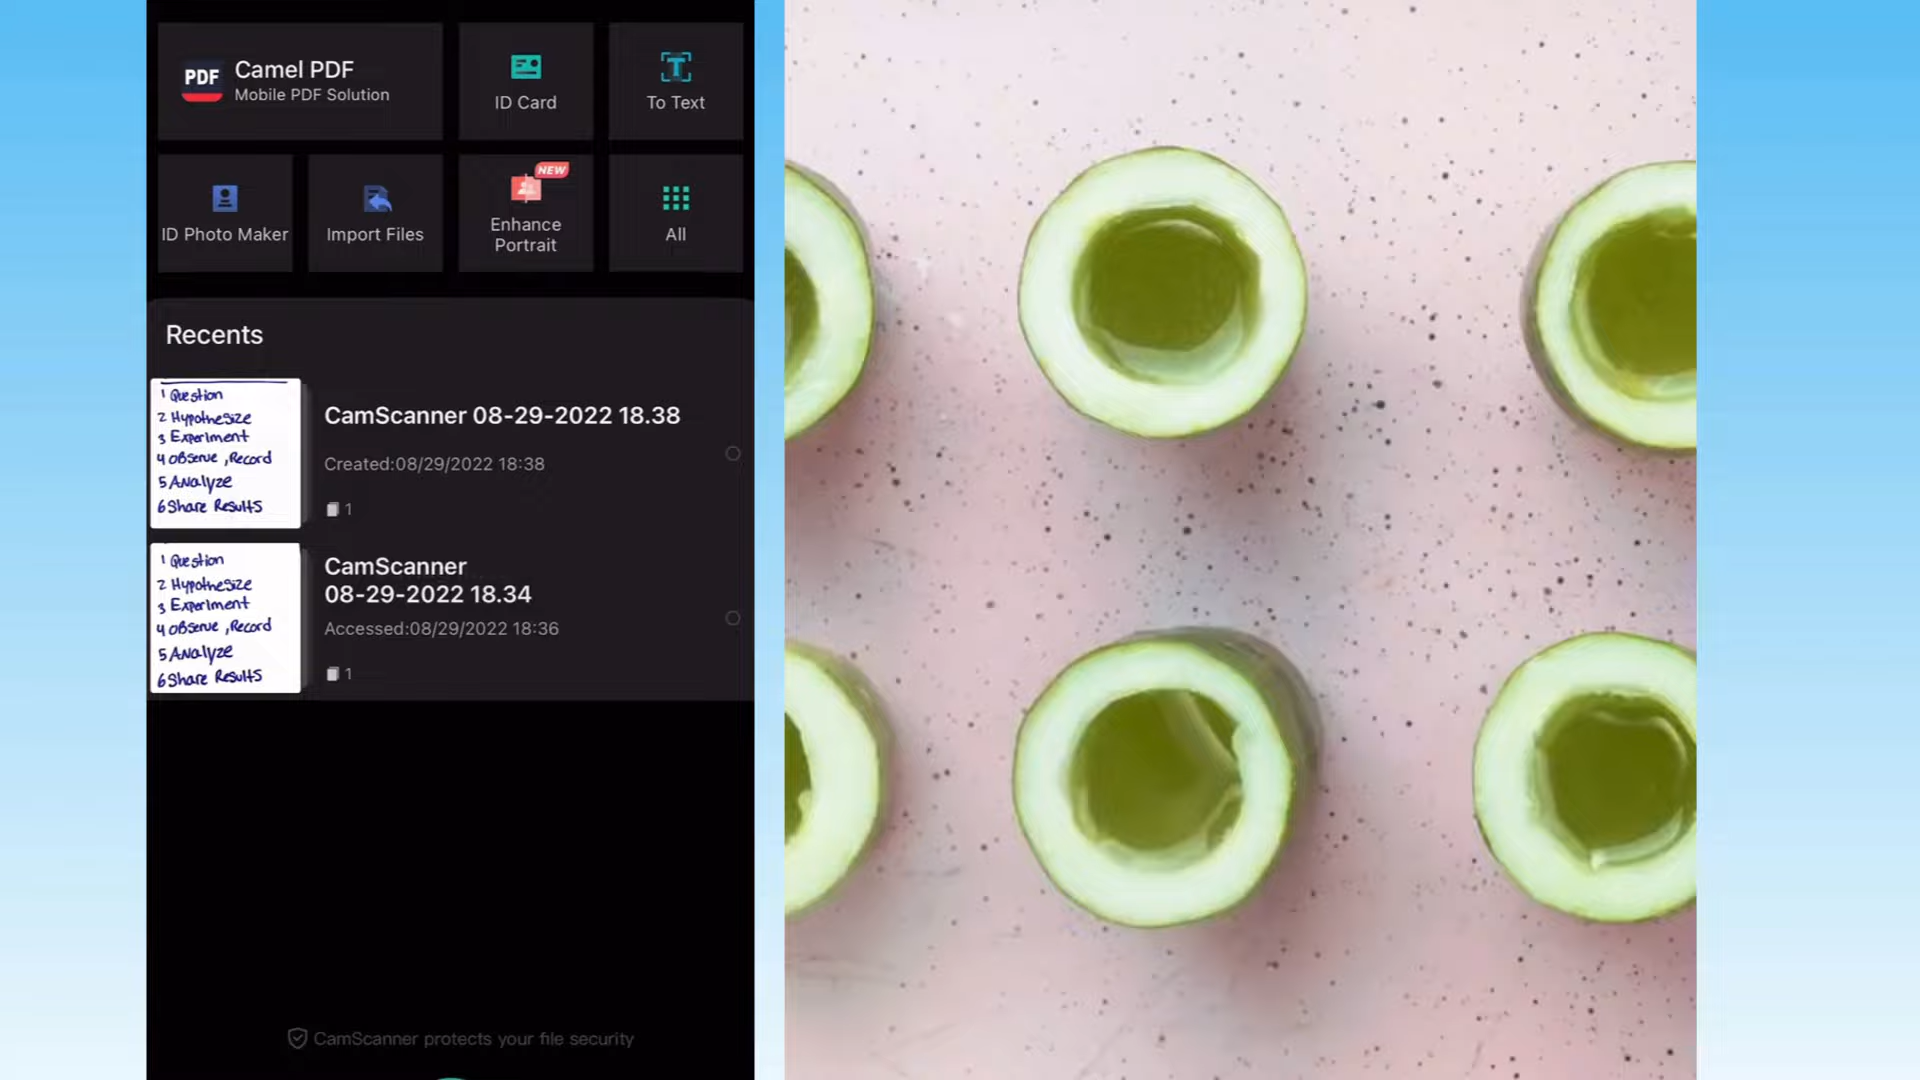 PDF
Camel PDF
Mobile PDF Solution
ID Card
T
To Text
ID Photo Maker
Import Files
NEW
Enhance
Portrait
All
Recents
1 Question
2 Hypothesize
3 Experiment
4 Observe , Record
5 Analyze
6 Share Results
CamScanner 08-29-2022 18.38
Created:08/29/2022 18:38
1
1 Question
2 Hypothesize
3 Experiment
4 Observe , Record
5 Analyze
6 Share Results
CamScanner
08-29-2022 18.34
Accessed:08/29/2022 18:36
1
CamScanner protects your file security